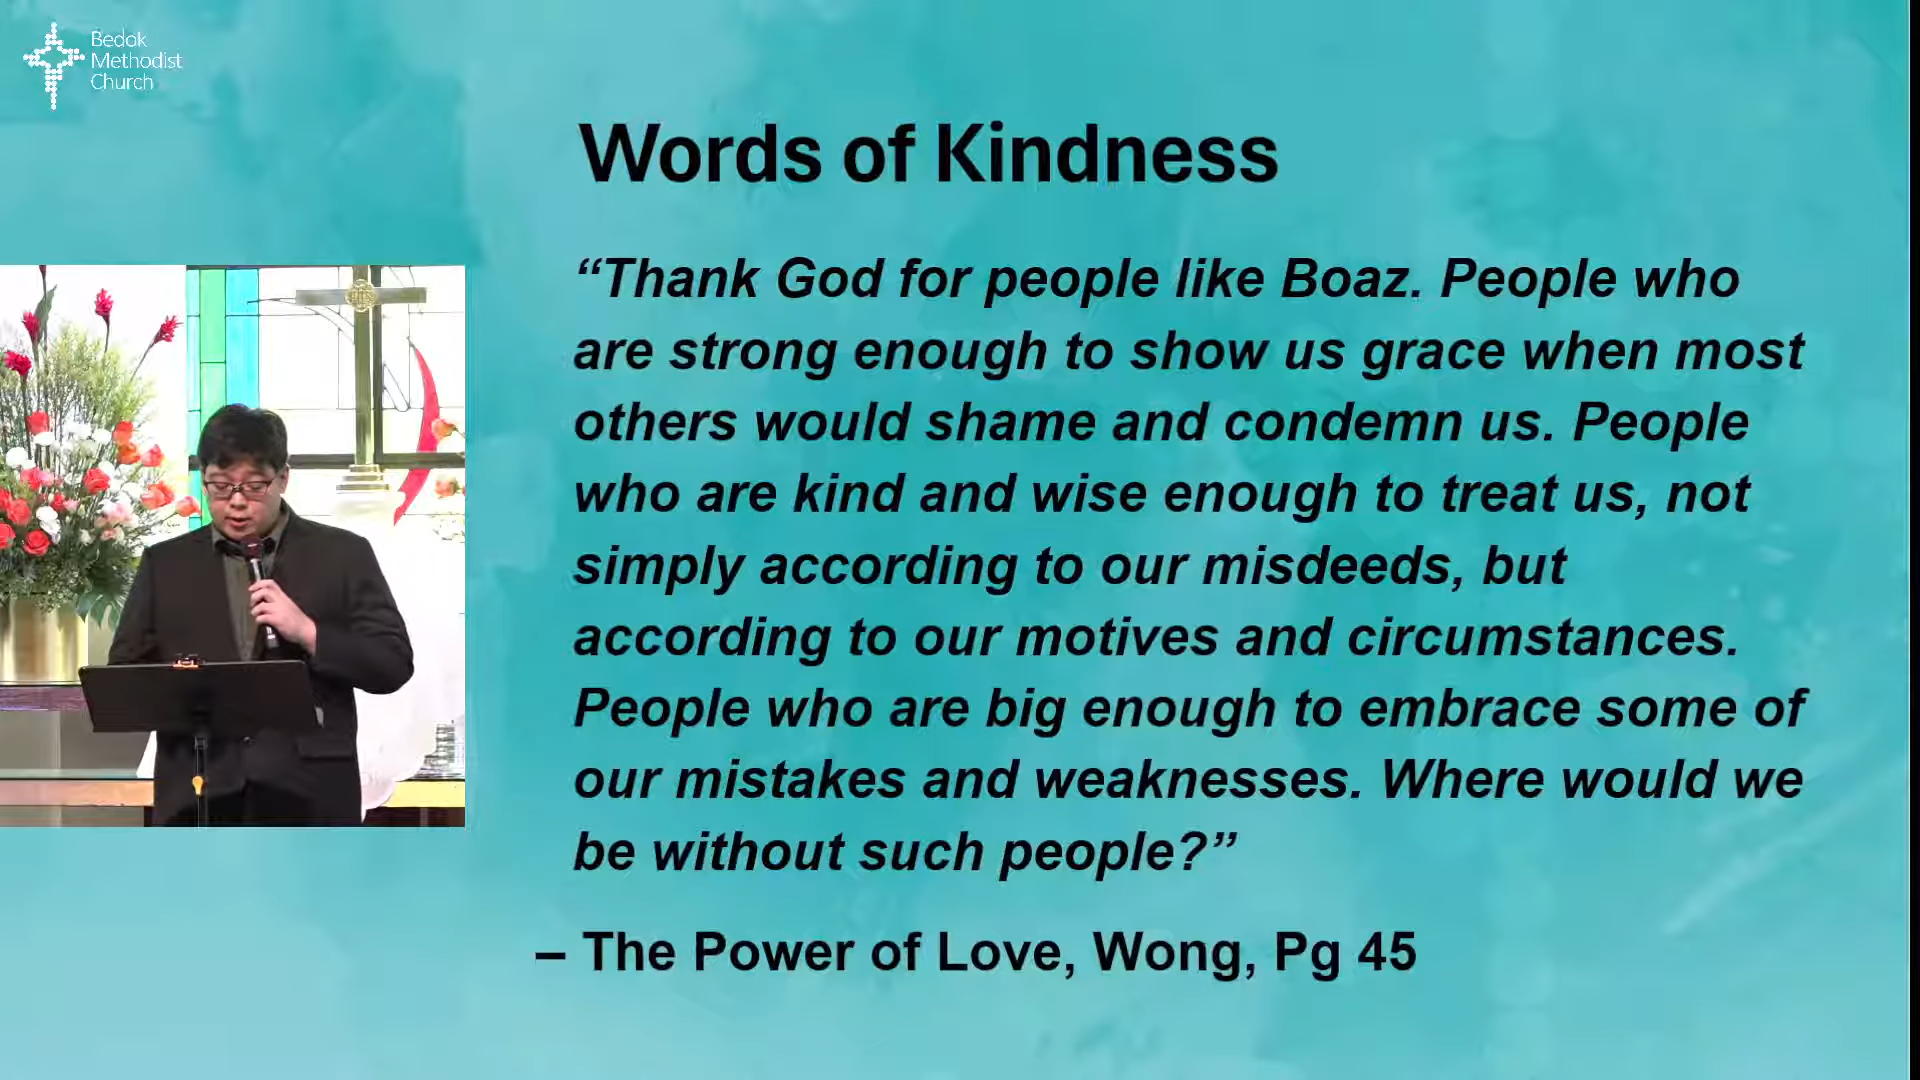 Bedok
Methodist
Church
Words of Kindness
“Thank God for people like Boaz. People who
are strong enough to show us grace when most
others would shame and condemn us. People
who are kind and wise enough to treat us, not
simply according to our misdeeds, but
according to our motives and circumstances.
People who are big enough to embrace some of
our mistakes and weaknesses. Where would we
be without such people?”
– The Power of Love, Wong, Pg 45